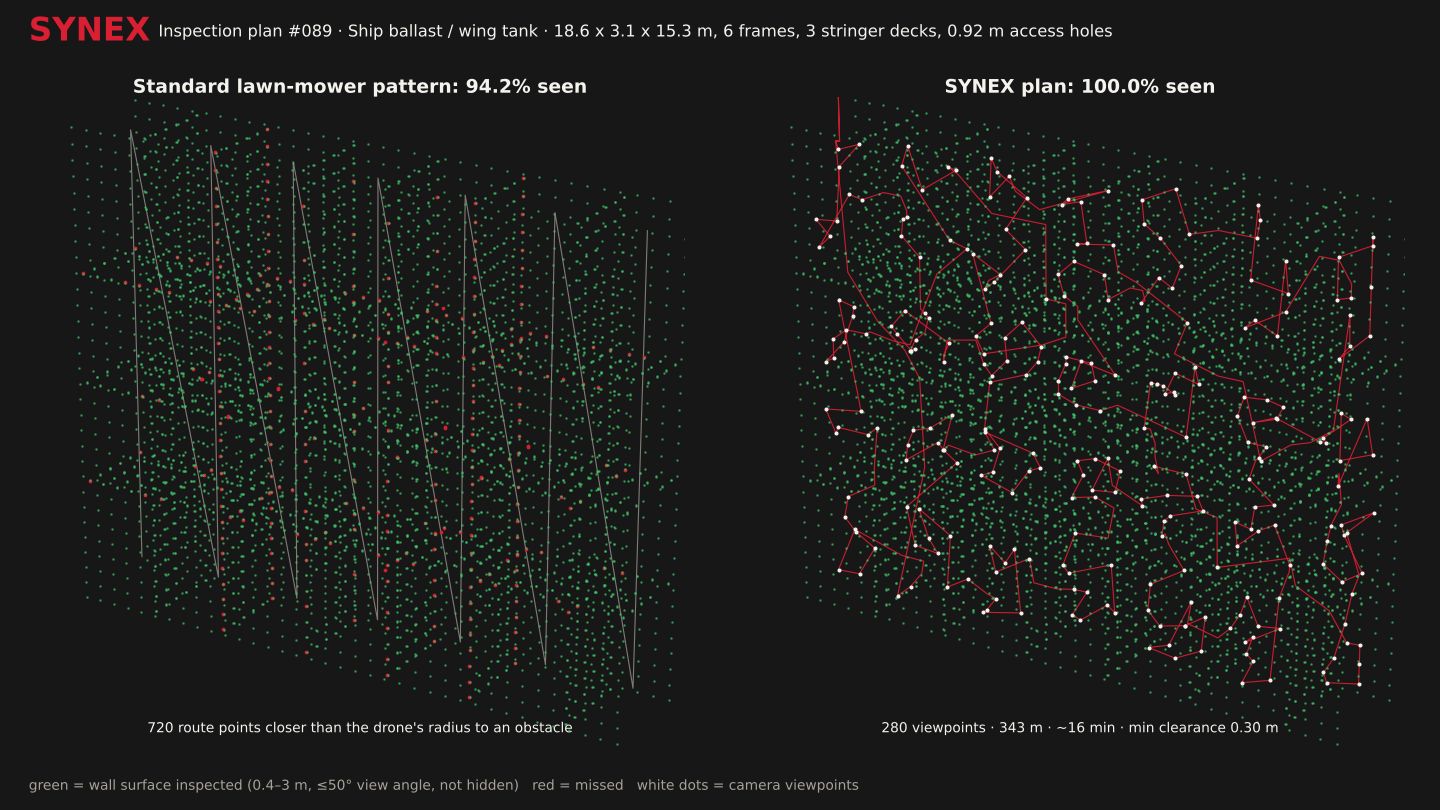 SYNEX Inspection plan #089 · Ship ballast / wing tank · 18.6 x 3.1 x 15.3 m, 6 frames, 3 stringer decks, 0.92 m access holes
Standard lawn-mower pattern: 94.2% seen
SYNEX plan: 100.0% seen
720 route points closer than the drone's radius to an obstacle
280 viewpoints · 343 m · ~16 min · min clearance 0.30 m
green = wall surface inspected (0.4–3 m, ≤50° view angle, not hidden)   red = missed   white dots = camera viewpoints